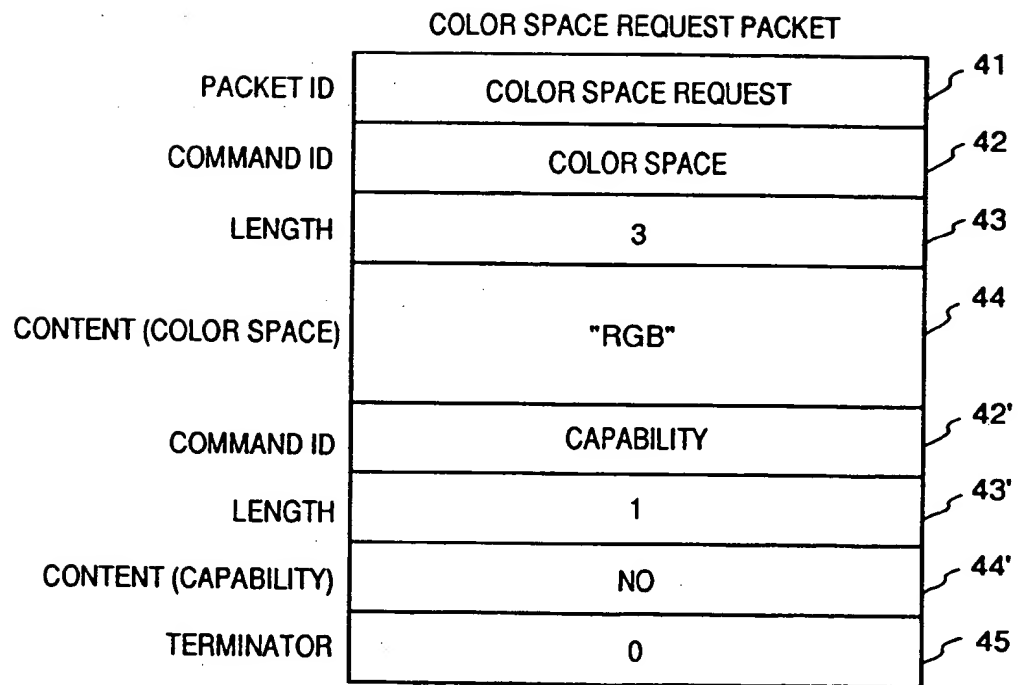 COLOR SPACE REQUEST PACKET
PACKET ID COLOR SPACE REQUEST 41
COMMAND ID COLOR SPACE 42
LENGTH 3 43
CONTENT (COLOR SPACE) "RGB" 44
COMMAND ID CAPABILITY 42'
LENGTH 1 43'
CONTENT (CAPABILITY) NO 44'
TERMINATOR 0 45